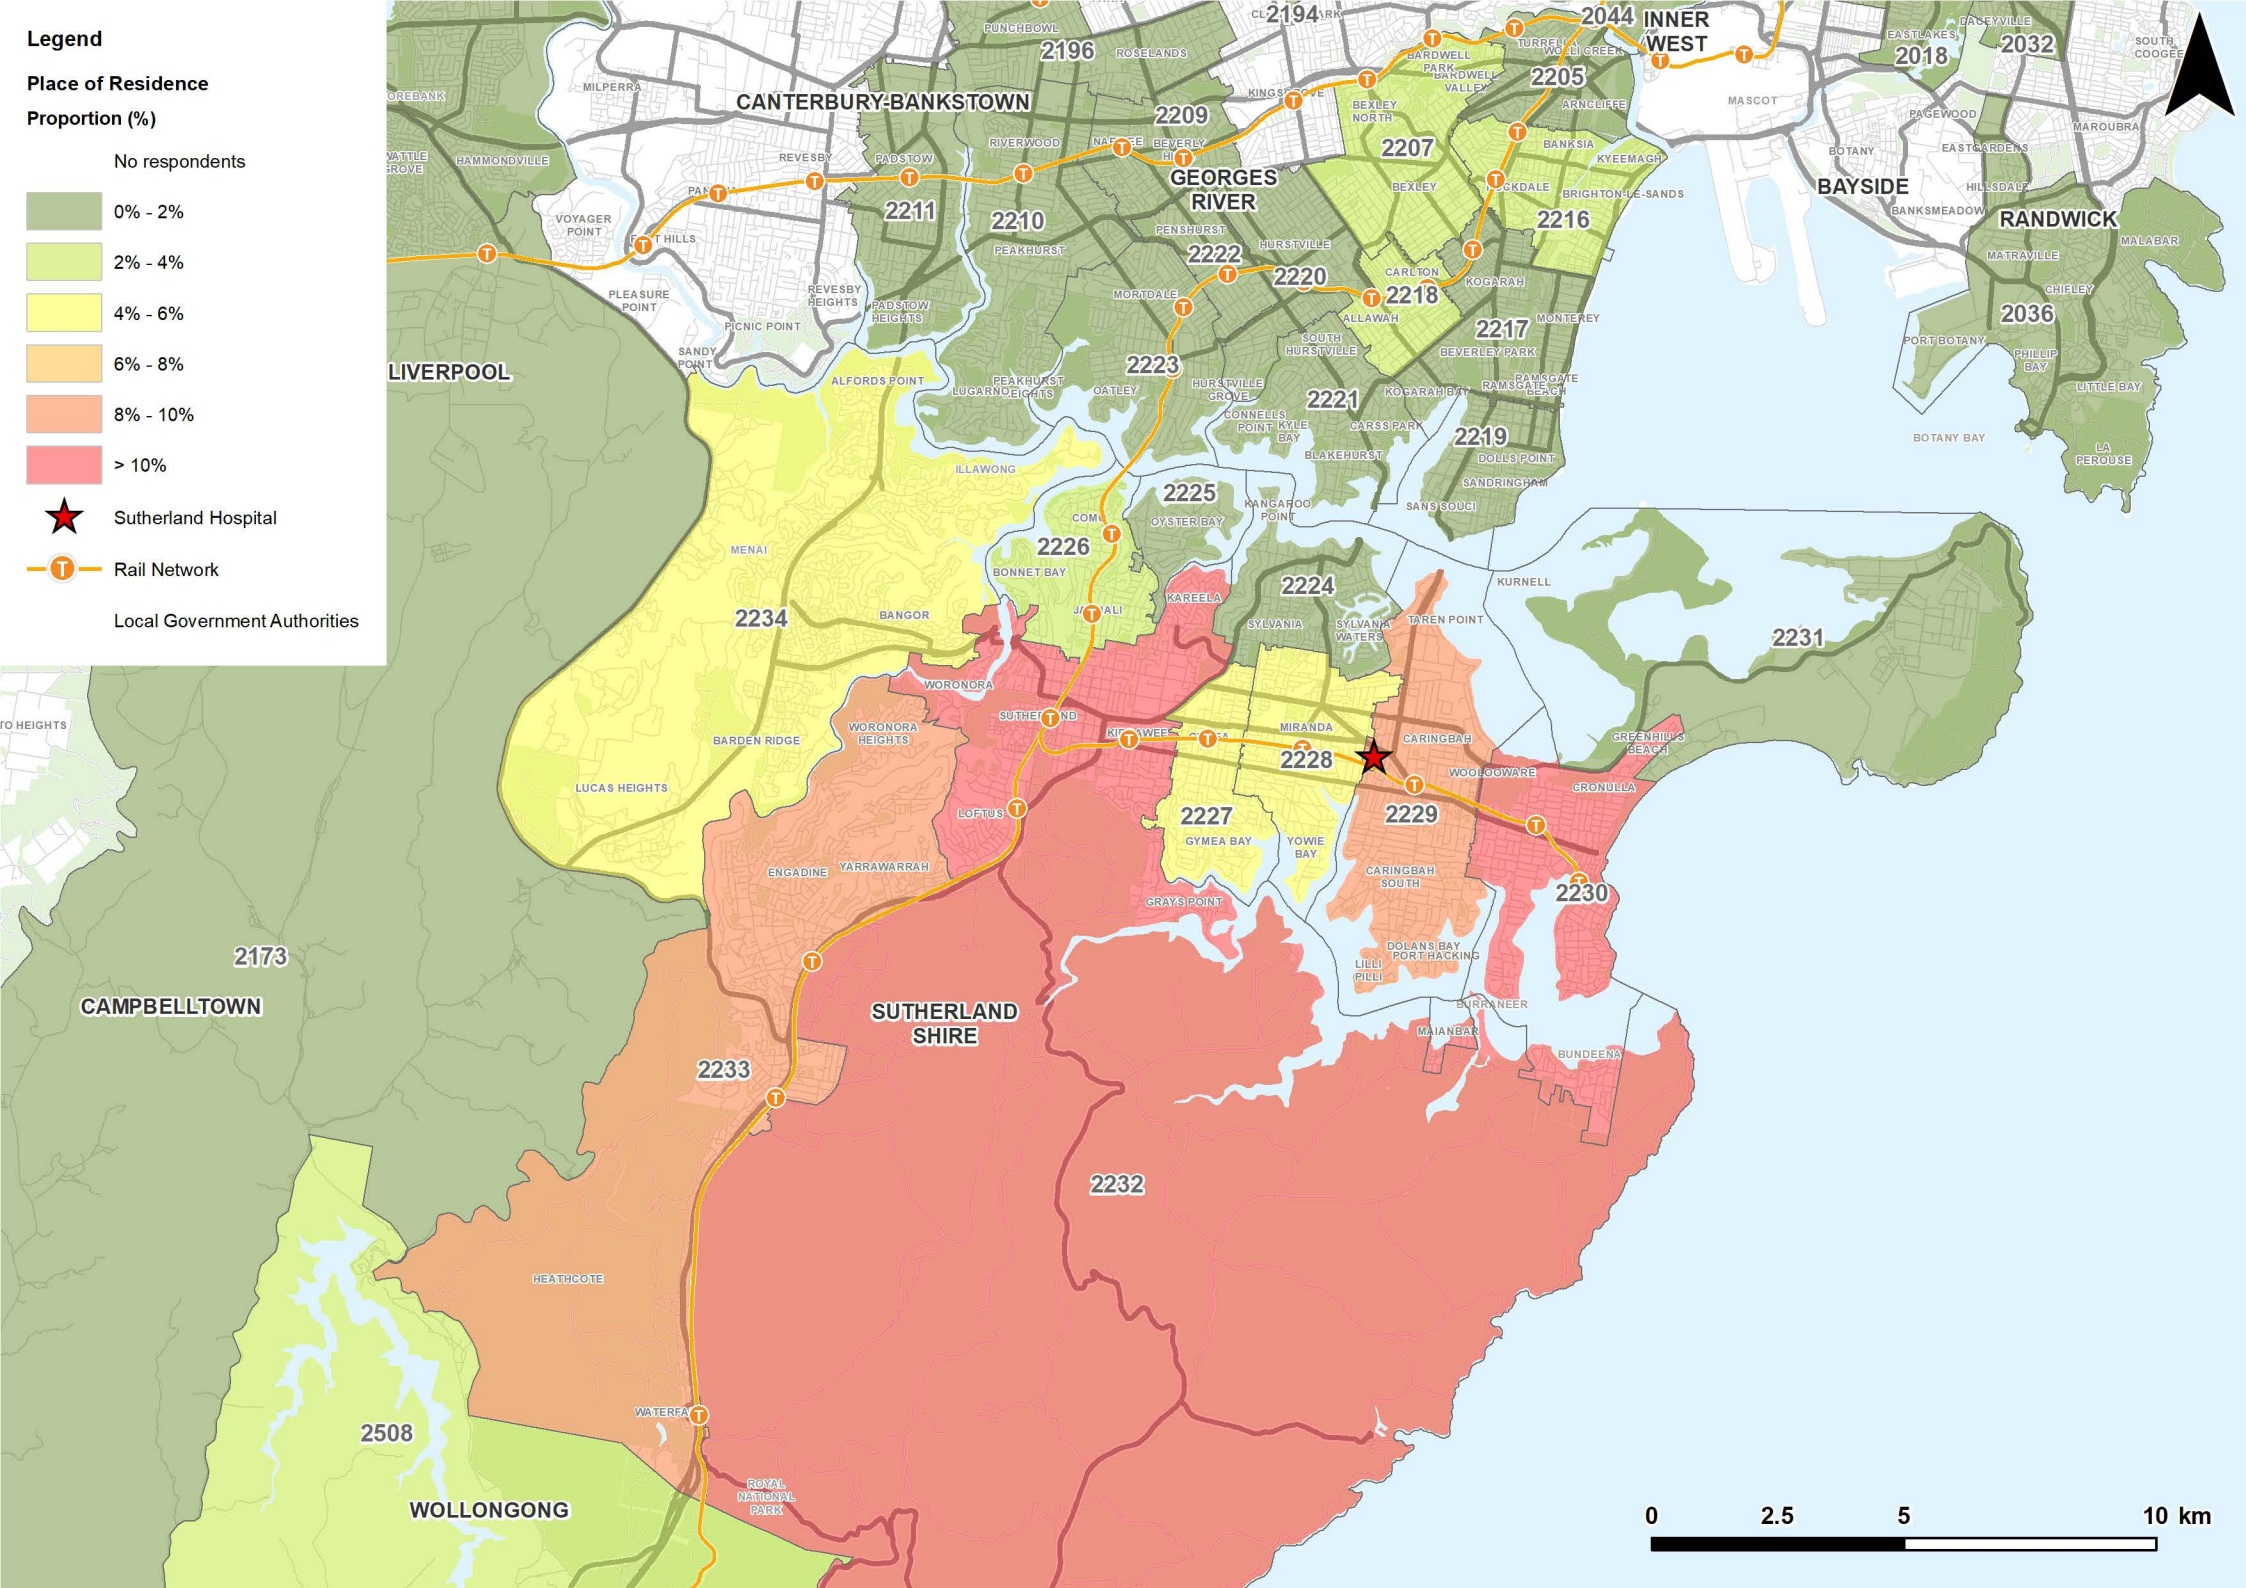 Legend
Place of Residence
Proportion (%)
No respondents
0% - 2%
2% - 4%
4% - 6%
6% - 8%
8% - 10%
> 10%
Sutherland Hospital
T
Rail Network
Local Government Authorities
PUNCHBOWL
2196
ROSELANDS
2194
2044
INNER
WEST
EASTLAKES
2018
DACEYVILLE
2032
SOUTH
COOGEE
MILPERRA
CANTERBURY-BANKSTOWN
2209
BARDWELL
PARK
BARDWELL
VALLEY
WOLLI CREEK
2205
ARNCLIFFE
MASCOT
PAGEWOOD
MAROUBRA
BEXLEY
NORTH
2207
BANKSIA
KYEEMAGH
BOTANY
EASTGARDENS
WATTLE
GROVE
HAMMONDVILLE
REVESBY
PADSTOW
RIVERWOOD
BEVERLY
GEORGES
RIVER
BEXLEY
BRIGHTON-LE-SANDS
BAYSIDE
HILLSDALE
BANKSMEADOW
RANDWICK
MALABAR
VOYAGER
POINT
2211
2210
PEAKHURST
PENSHURST
2222
HURSTVILLE
2220
2216
MATRAVILLE
CHIFLEY
2036
PLEASURE
POINT
REVESBY
HEIGHTS
PADSTOW
HEIGHTS
MORTDALE
CARLTON
2218
KOGARAH
ALLAWAH
PICNIC POINT
SANDY
POINT
LIVERPOOL
ALFORDS POINT
LUGARNO
PEAKHURST
HEIGHTS
2223
OATLEY
SOUTH
HURSTVILLE
2217
MONTEREY
BEVERLEY PARK
RAMSGATE
RAMSGATE
BEACH
PORT BOTANY
PHILLIP
BAY
LITTLE BAY
HURSTVILLE
GROVE
2221
KOGARAH BAY
CONNELLS
POINT
KYLE
BAY
CARSS PARK
2219
DOLLS POINT
BOTANY BAY
LA
PEROUSE
ILLAWONG
BLAKEHURST
SANDRINGHAM
SANS SOUCI
2225
OYSTER BAY
KANGAROO
POINT
MENAI
2226
BONNET BAY
2224
KURNELL
KAREELA
2234
BANGOR
SYLVANIA
SYLVANIA
WATERS
TAREN POINT
2231
WORONORA
WORONORA
HEIGHTS
MIRANDA
2228
CARINGBAH
GREENHILLS
BEACH
BARDEN RIDGE
WOOLOOWARE
CRONULLA
LUCAS HEIGHTS
LOFTUS
2227
GYMEA BAY
YOWIE
BAY
2229
ENGADINE
YARRAWARRAH
CARINGBAH
SOUTH
GRAYS POINT
2230
2173
CAMPBELLTOWN
DOLANS BAY
PORT HACKING
LILLI
PILLI
SUTHERLAND
SHIRE
BURRANEER
MAIANBAR
BUNDEENA
2233
2232
HEATHCOTE
2508
WOLLONGONG
ROYAL
NATIONAL
PARK
0 2.5 5 10 km